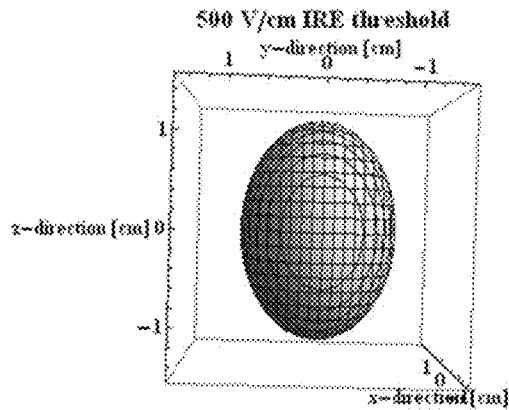 500 V/cm IRE threshold
y-direction [cm]
1 0 -1
1
z-direction [cm] 0
-1
1
0
x-direction [cm]